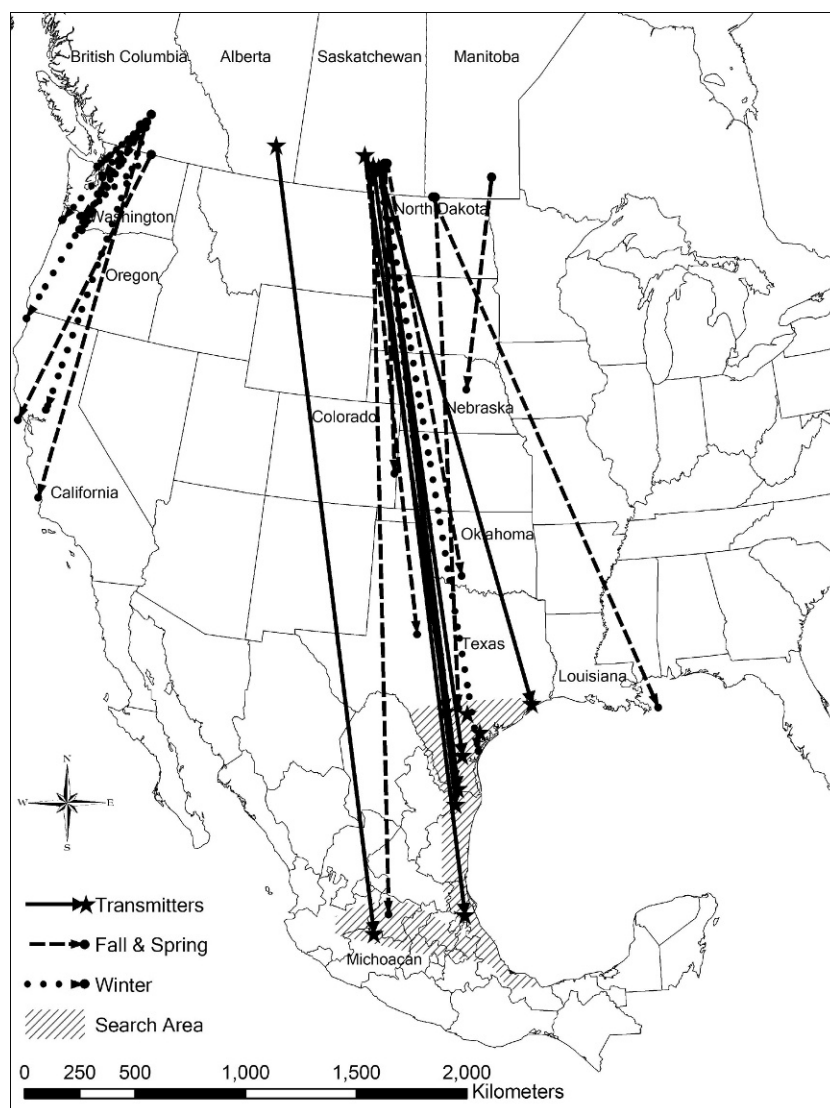 British Columbia Alberta Saskatchewan Manitoba
Washington
North Dakota
Oregon
Nebraska
Colorado
California
Oklahoma
Texas
Louisiana
N
W E
S
Transmitters
Fall & Spring
Michoacan
Winter
Search Area
0 250 500 1,000 1,500 2,000
Kilometers